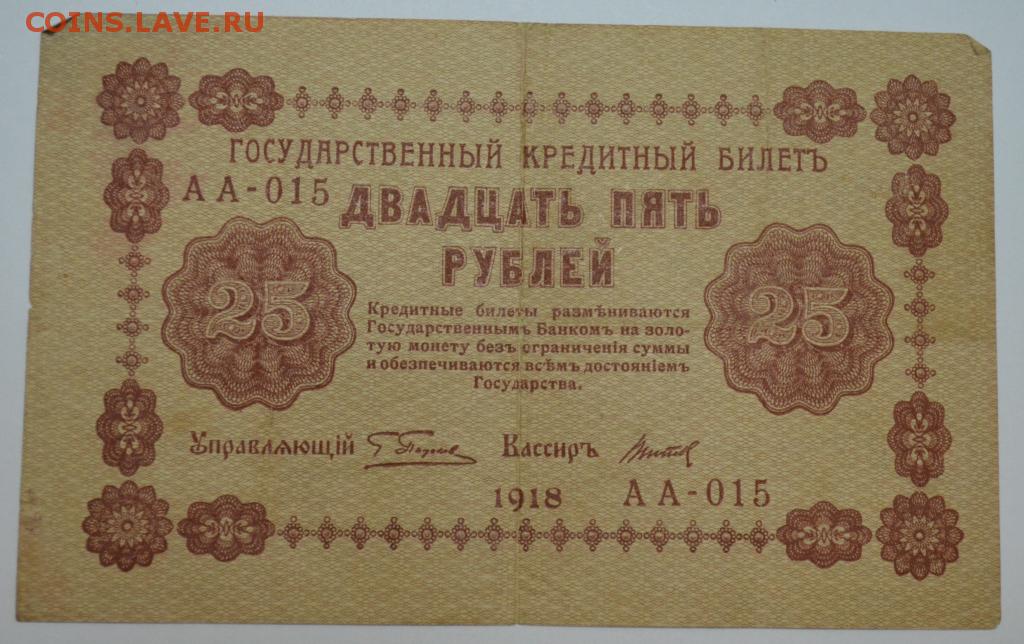 COINS.LAVE.RU
ГОСУДАРСТВЕННЫЙ КРЕДИТНЫЙ БИЛЕТЪ
АА-015
ДВАДЦАТЬ ПЯТЬ
РУБЛЕЙ
25
25
Кредитные билеты размѣниваются
Государственнымъ Банкомъ на золо-
тую монету безъ ограниченія суммы
и обезпечиваются всѣмъ достояніемъ
Государства.
Управляющій
Кассиръ
1918
АА-015